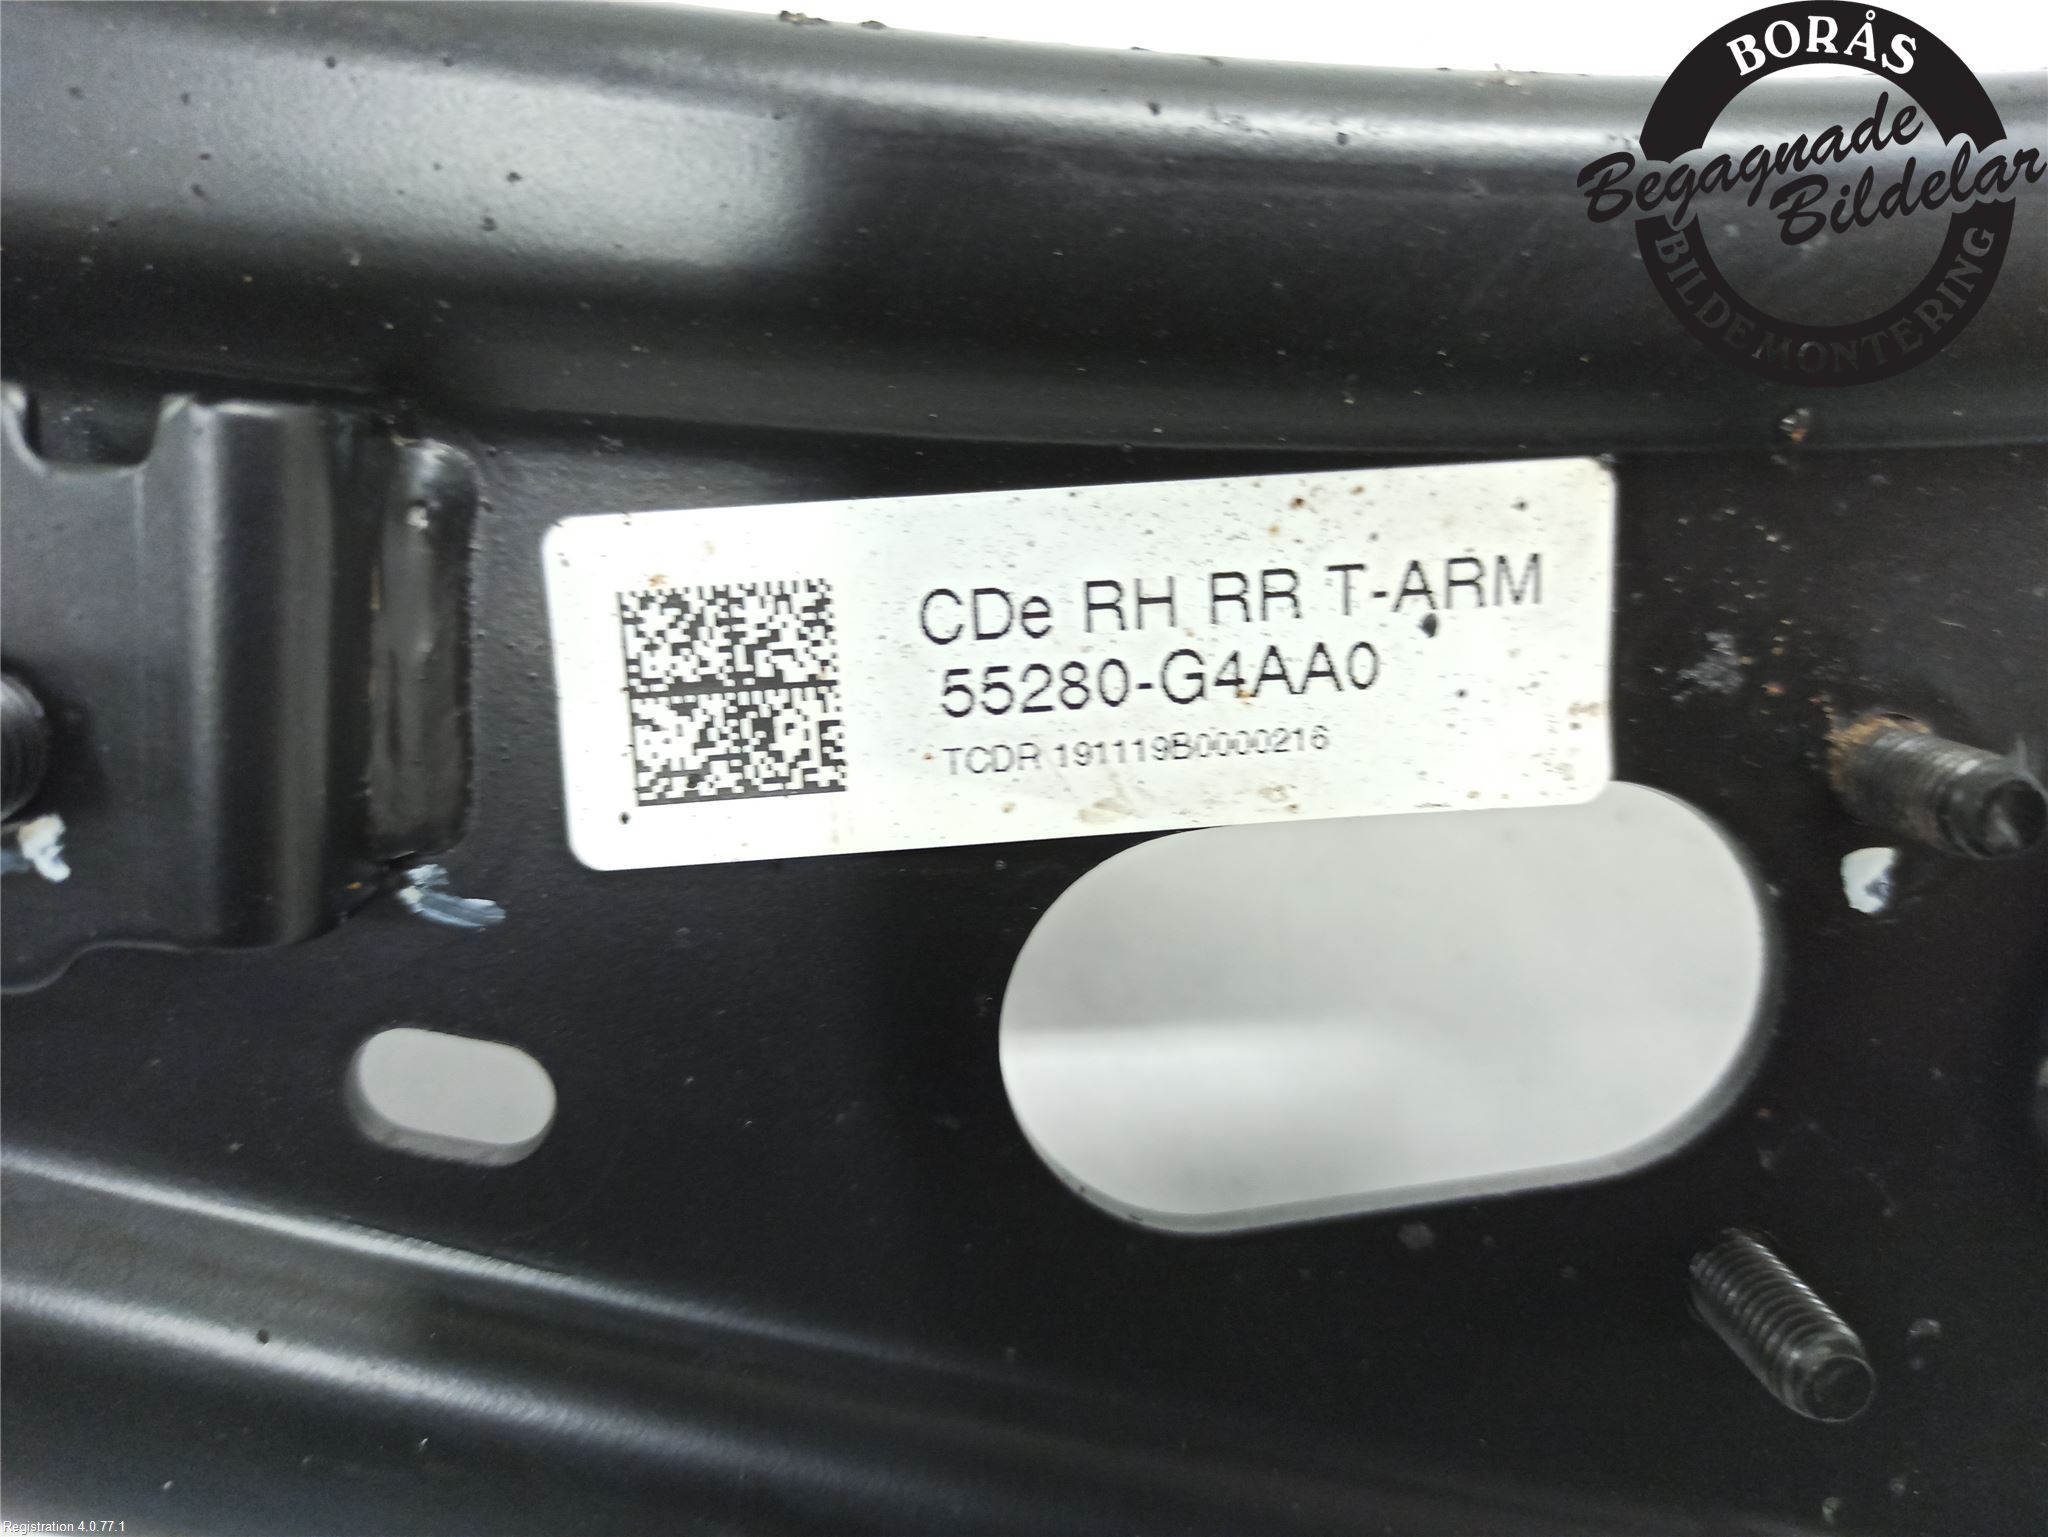 BORÅS
Begagnade
Bildelar
BILDEMONTERING
CDe RH RR T-ARM
55280-G4AA0
TCDR 191119B0000216
Registration 4.0.77.1